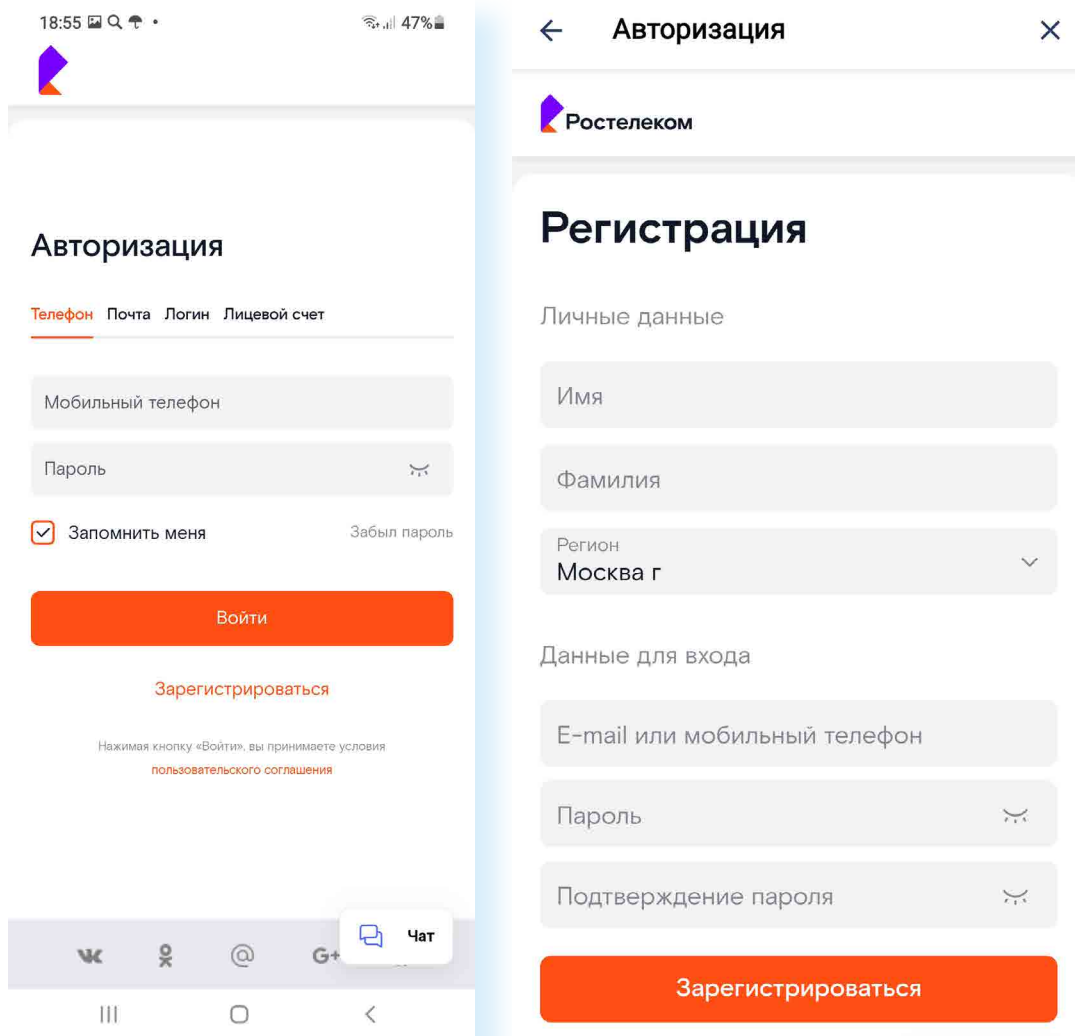 18:55
47%
Авторизация
Телефон Почта Логин Лицевой счет
Мобильный телефон
Пароль
Запомнить меня
Забыл пароль
Войти
Зарегистрироваться
Нажимая кнопку «Войти», вы принимаете условия
пользовательского соглашения
G+
Чат
Авторизация
Ростелеком
Регистрация
Личные данные
Имя
Фамилия
Регион
Москва г
Данные для входа
E-mail или мобильный телефон
Пароль
Подтверждение пароля
Зарегистрироваться